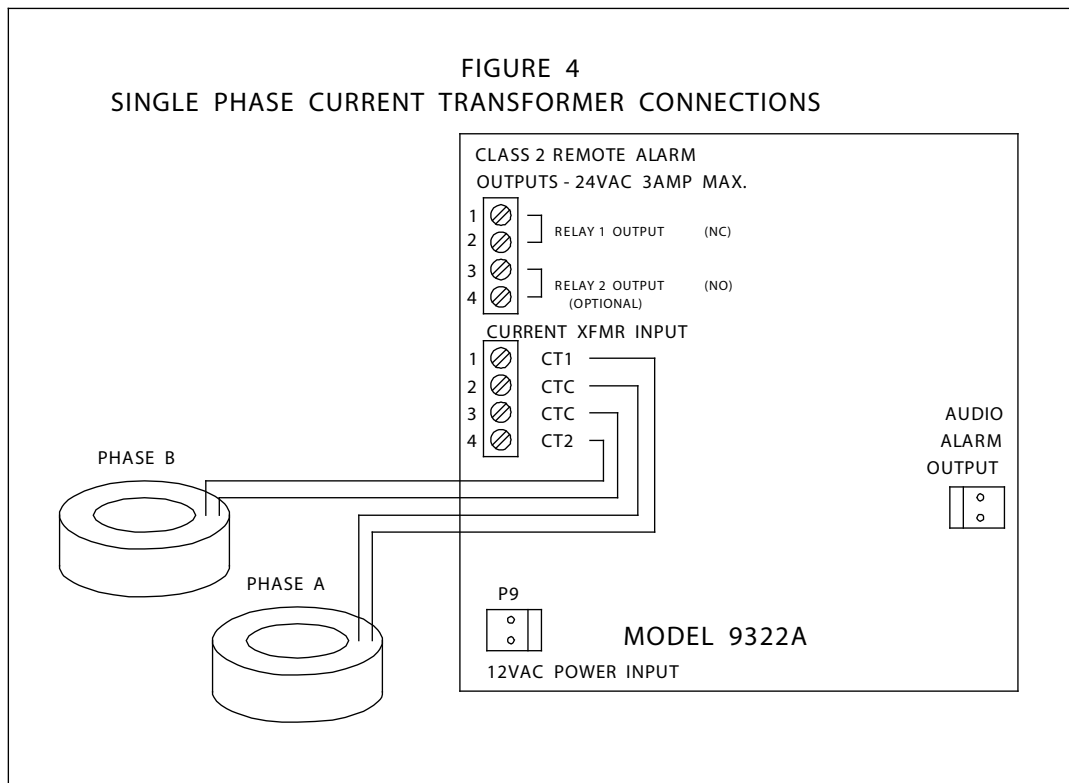 FIGURE 4
SINGLE PHASE CURRENT TRANSFORMER CONNECTIONS
CLASS 2 REMOTE ALARM
OUTPUTS - 24VAC 3AMP MAX.
1
2
RELAY 1 OUTPUT (NC)
3
4
RELAY 2 OUTPUT (NO)
(OPTIONAL)
CURRENT XFMR INPUT
1 CT1
2 CTC
3 CTC
4 CT2
AUDIO
ALARM
OUTPUT
PHASE B
PHASE A
P9
MODEL 9322A
12VAC POWER INPUT